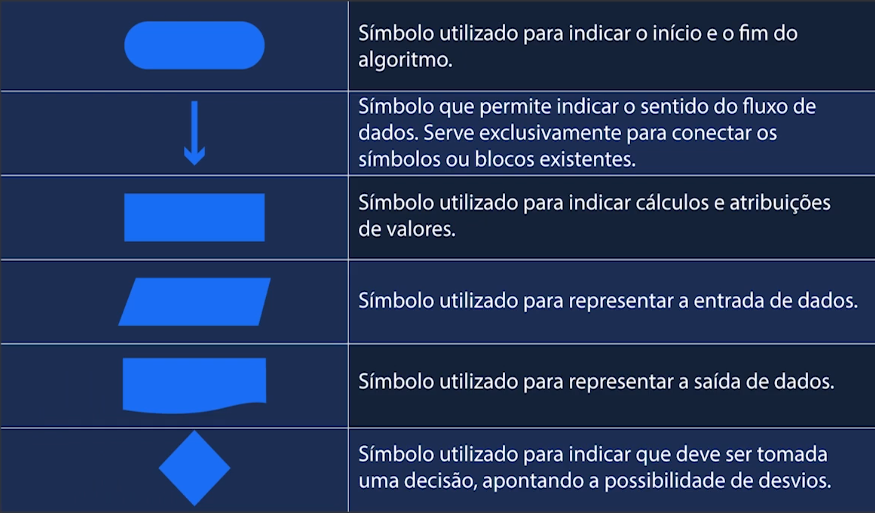 Símbolo utilizado para indicar o início e o fim do
algoritmo.
Símbolo que permite indicar o sentido do fluxo de
dados. Serve exclusivamente para conectar os
símbolos ou blocos existentes.
Símbolo utilizado para indicar cálculos e atribuições
de valores.
Símbolo utilizado para representar a entrada de dados.
Símbolo utilizado para representar a saída de dados.
Símbolo utilizado para indicar que deve ser tomada
uma decisão, apontando a possibilidade de desvios.